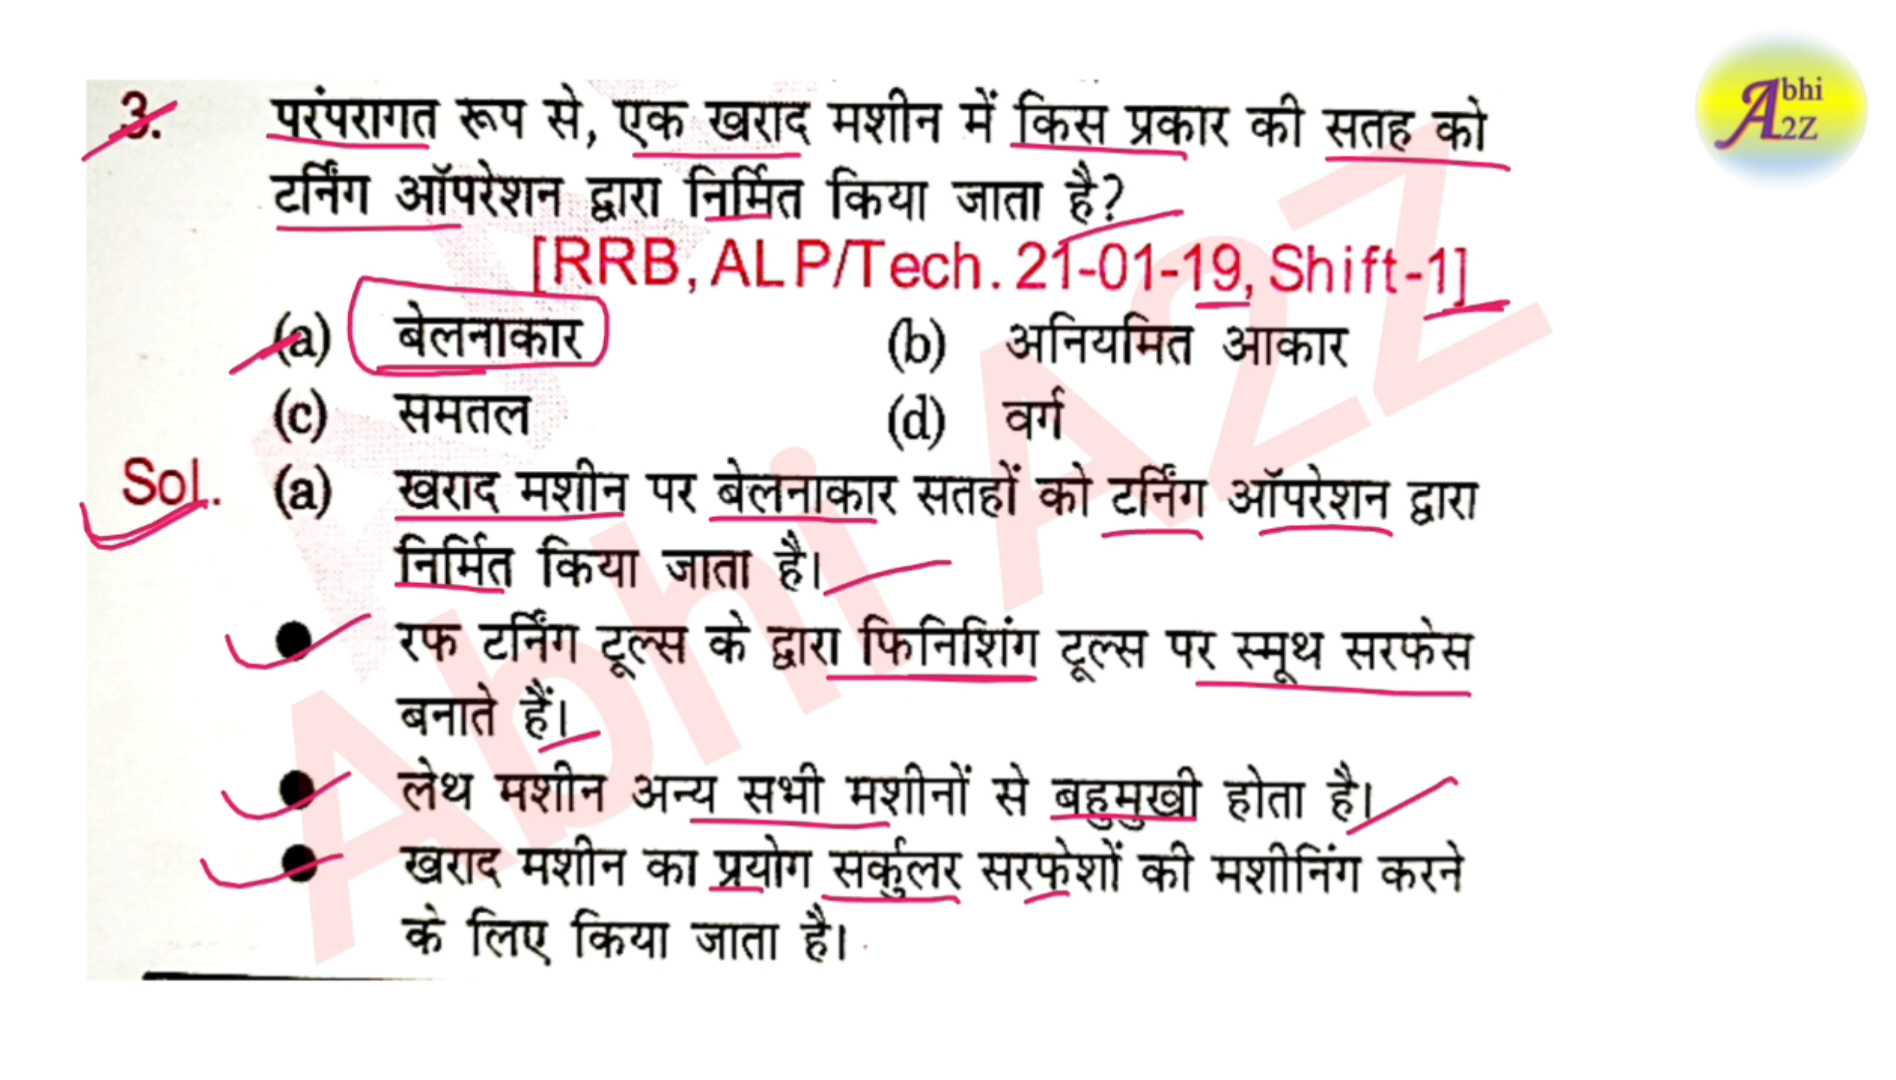 Abhi
A2Z
3. परंपरागत रूप से, एक खराद मशीन में किस प्रकार की सतह को
टर्निंग ऑपरेशन द्वारा निर्मित किया जाता है?
[RRB, ALP/Tech. 21-01-19, Shift-1]
(a) बेलनाकार (b) अनियमित आकार
(c) समतल (d) वर्ग
Sol. (a) खराद मशीन पर बेलनाकार सतहों को टर्निंग ऑपरेशन द्वारा
निर्मित किया जाता है।
● रफ टर्निंग टूल्स के द्वारा फिनिशिंग टूल्स पर स्मूथ सरफेस
बनाते हैं।
● लेथ मशीन अन्य सभी मशीनों से बहुमुखी होता है।
● खराद मशीन का प्रयोग सर्कुलर सरफेशों की मशीनिंग करने
के लिए किया जाता है।
Abhi A2Z